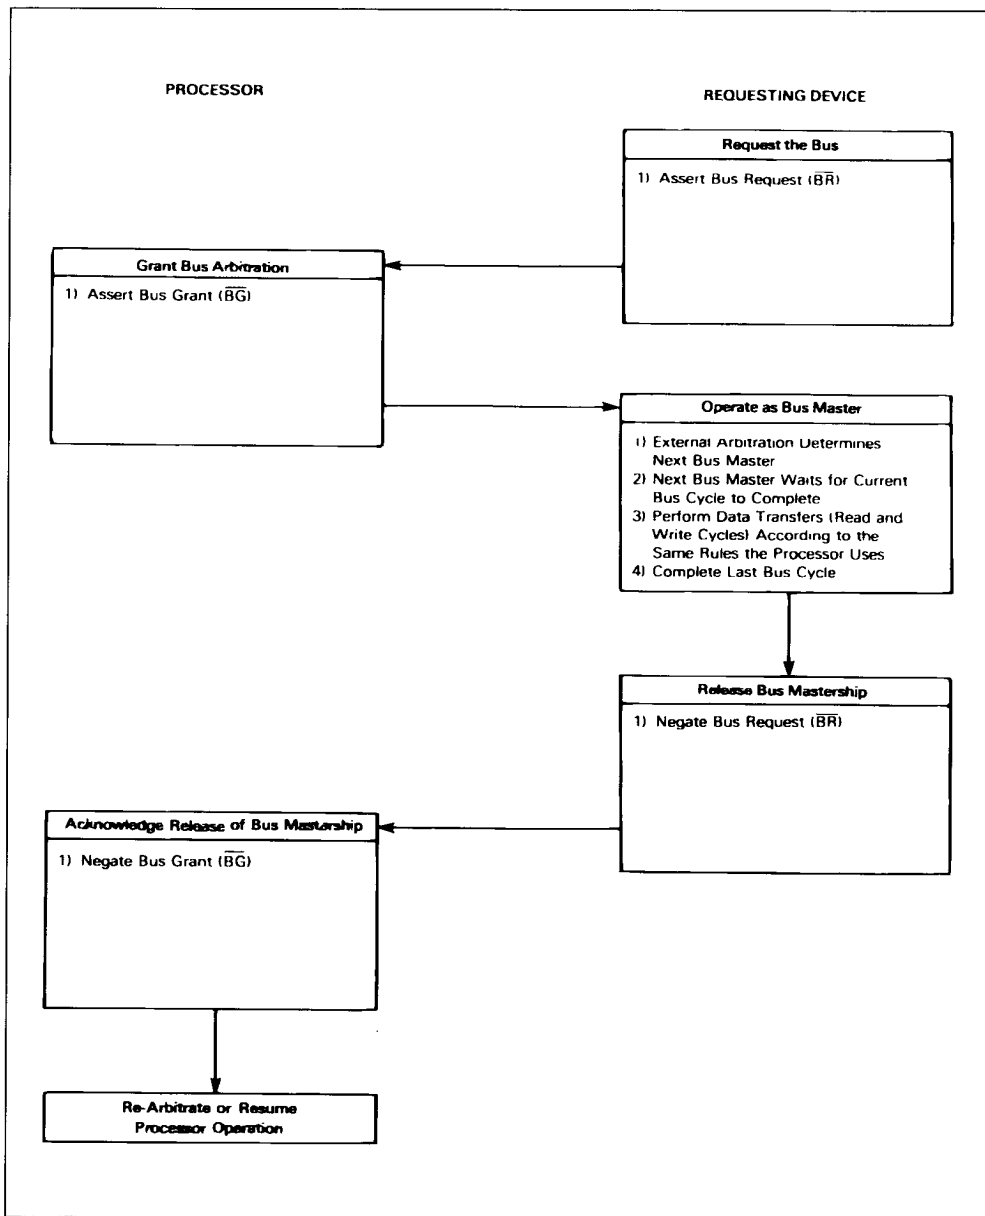 PROCESSOR
REQUESTING DEVICE
Request the Bus
1) Assert Bus Request (B̅R̅)
Grant Bus Arbitration
1) Assert Bus Grant (B̅G̅)
Operate as Bus Master
1) External Arbitration Determines
Next Bus Master
2) Next Bus Master Waits for Current
Bus Cycle to Complete
3) Perform Data Transfers (Read and
Write Cycles) According to the
Same Rules the Processor Uses
4) Complete Last Bus Cycle
Release Bus Mastership
1) Negate Bus Request (B̅R̅)
Acknowledge Release of Bus Mastership
1) Negate Bus Grant (B̅G̅)
Re-Arbitrate or Resume
Processor Operation